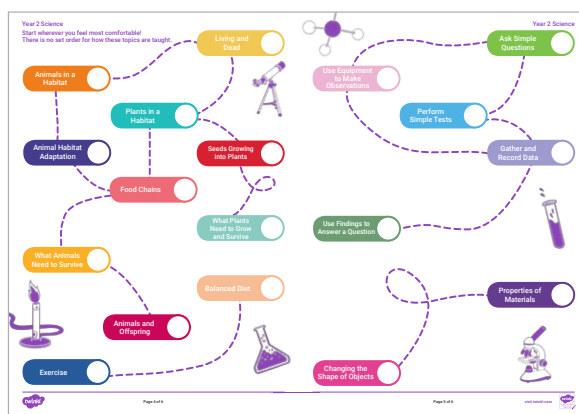 Year 2 Science
Start wherever you feel most comfortable!
There is no set order for how these topics are taught.
Living and
Dead
Animals in a
Habitat
Plants in a
Habitat
Animal Habitat
Adaptation
Seeds Growing
into Plants
Food Chains
What Plants
Need to Grow
and Survive
What Animals
Need to Survive
Balanced Diet
Animals and
Offspring
Exercise
twinkl
Page 4 of 6
Year 2 Science
Ask Simple
Questions
Use Equipment
to Make
Observations
Perform
Simple Tests
Gather and
Record Data
Use Findings to
Answer a Question
Properties of
Materials
Changing the
Shape of Objects
Page 5 of 6
visit twinkl.com
twinkl